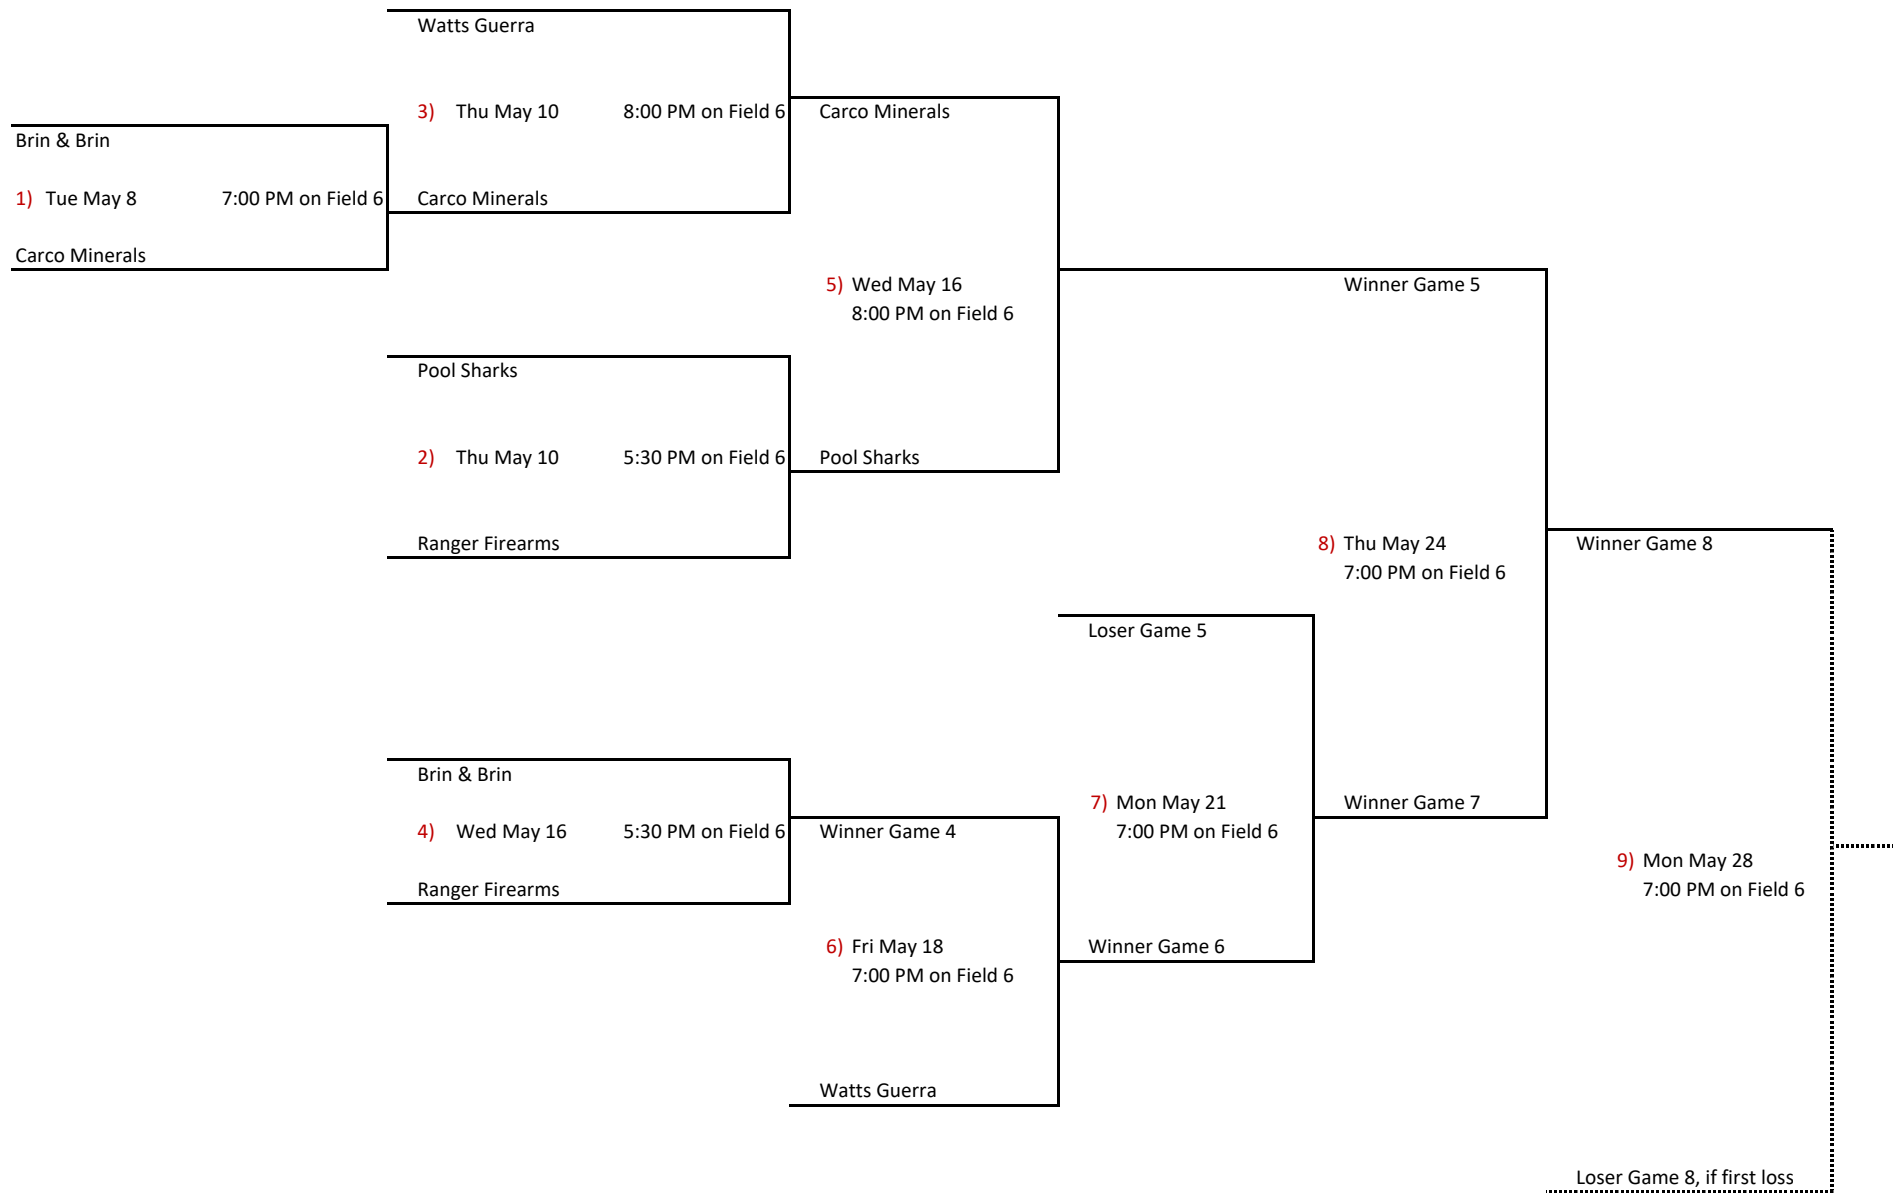 Watts Guerra
3) Thu May 10 8:00 PM on Field 6
Carco Minerals
Brin & Brin
1) Tue May 8 7:00 PM on Field 6
Carco Minerals
Carco Minerals
5) Wed May 16
8:00 PM on Field 6
Winner Game 5
Pool Sharks
2) Thu May 10 5:30 PM on Field 6
Pool Sharks
Ranger Firearms
8) Thu May 24
7:00 PM on Field 6
Winner Game 8
Loser Game 5
Brin & Brin
4) Wed May 16 5:30 PM on Field 6
Ranger Firearms
Winner Game 4
7) Mon May 21
7:00 PM on Field 6
Winner Game 7
9) Mon May 28
7:00 PM on Field 6
6) Fri May 18
7:00 PM on Field 6
Winner Game 6
Watts Guerra
Loser Game 8, if first loss